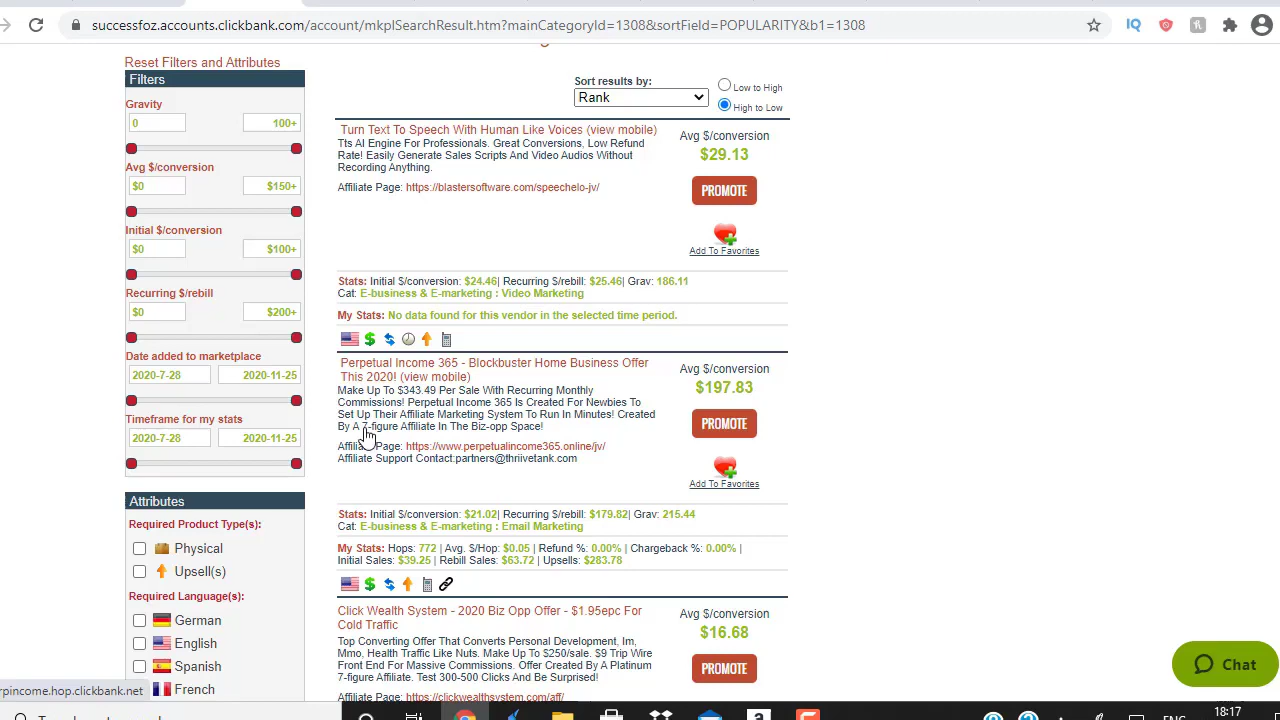 successfoz.accounts.clickbank.com/account/mkplSearchResult.htm?mainCategoryId=1308&sortField=POPULARITY&b1=1308
IQ
Reset Filters and Attributes
Filters
Gravity
0 100+
Avg $/conversion
$0 $150+
Initial $/conversion
$0 $100+
Recurring $/rebill
$0 $200+
Date added to marketplace
2020-7-28 2020-11-25
Timeframe for my stats
2020-7-28 2020-11-25
Attributes
Required Product Type(s):
Physical
Upsell(s)
Required Language(s):
German
English
Spanish
French
rpincome.hop.clickbank.net
Sort results by:
Rank
Low to High
High to Low
Turn Text To Speech With Human Like Voices (view mobile)
Tts AI Engine For Professionals. Great Conversions, Low Refund
Rate! Easily Generate Sales Scripts And Video Audios Without
Recording Anything.
Affiliate Page: https://blastersoftware.com/speechelo-jv/
Avg $/conversion
$29.13
PROMOTE
Add To Favorites
Stats: Initial $/conversion: $24.46| Recurring $/rebill: $25.46| Grav: 186.11
Cat: E-business & E-marketing : Video Marketing
My Stats: No data found for this vendor in the selected time period.
Perpetual Income 365 - Blockbuster Home Business Offer
This 2020! (view mobile)
Make Up To $343.49 Per Sale With Recurring Monthly
Commissions! Perpetual Income 365 Is Created For Newbies To
Set Up Their Affiliate Marketing System To Run In Minutes! Created
By A 7-figure Affiliate In The Biz-opp Space!
Affiliate Page: https://www.perpetualincome365.online/jv/
Affiliate Support Contact:partners@thriivetank.com
Avg $/conversion
$197.83
PROMOTE
Add To Favorites
Stats: Initial $/conversion: $21.02| Recurring $/rebill: $179.82| Grav: 215.44
Cat: E-business & E-marketing : Email Marketing
My Stats: Hops: 772 | Avg. $/Hop: $0.05 | Refund %: 0.00% | Chargeback %: 0.00% |
Initial Sales: $39.25 | Rebill Sales: $63.72 | Upsells: $283.78
Click Wealth System - 2020 Biz Opp Offer - $1.95epc For
Cold Traffic
Top Converting Offer That Converts Personal Development, Im,
Mmo, Health Traffic Like Nuts. Make Up To $250/sale. $9 Trip Wire
Front End For Massive Commissions. Offer Created By A Platinum
7-figure Affiliate. Test 300-500 Clicks And Be Surprised!
Affiliate Page: https://clickwealthsystem.com/aff/
Avg $/conversion
$16.68
PROMOTE
Chat
18:17